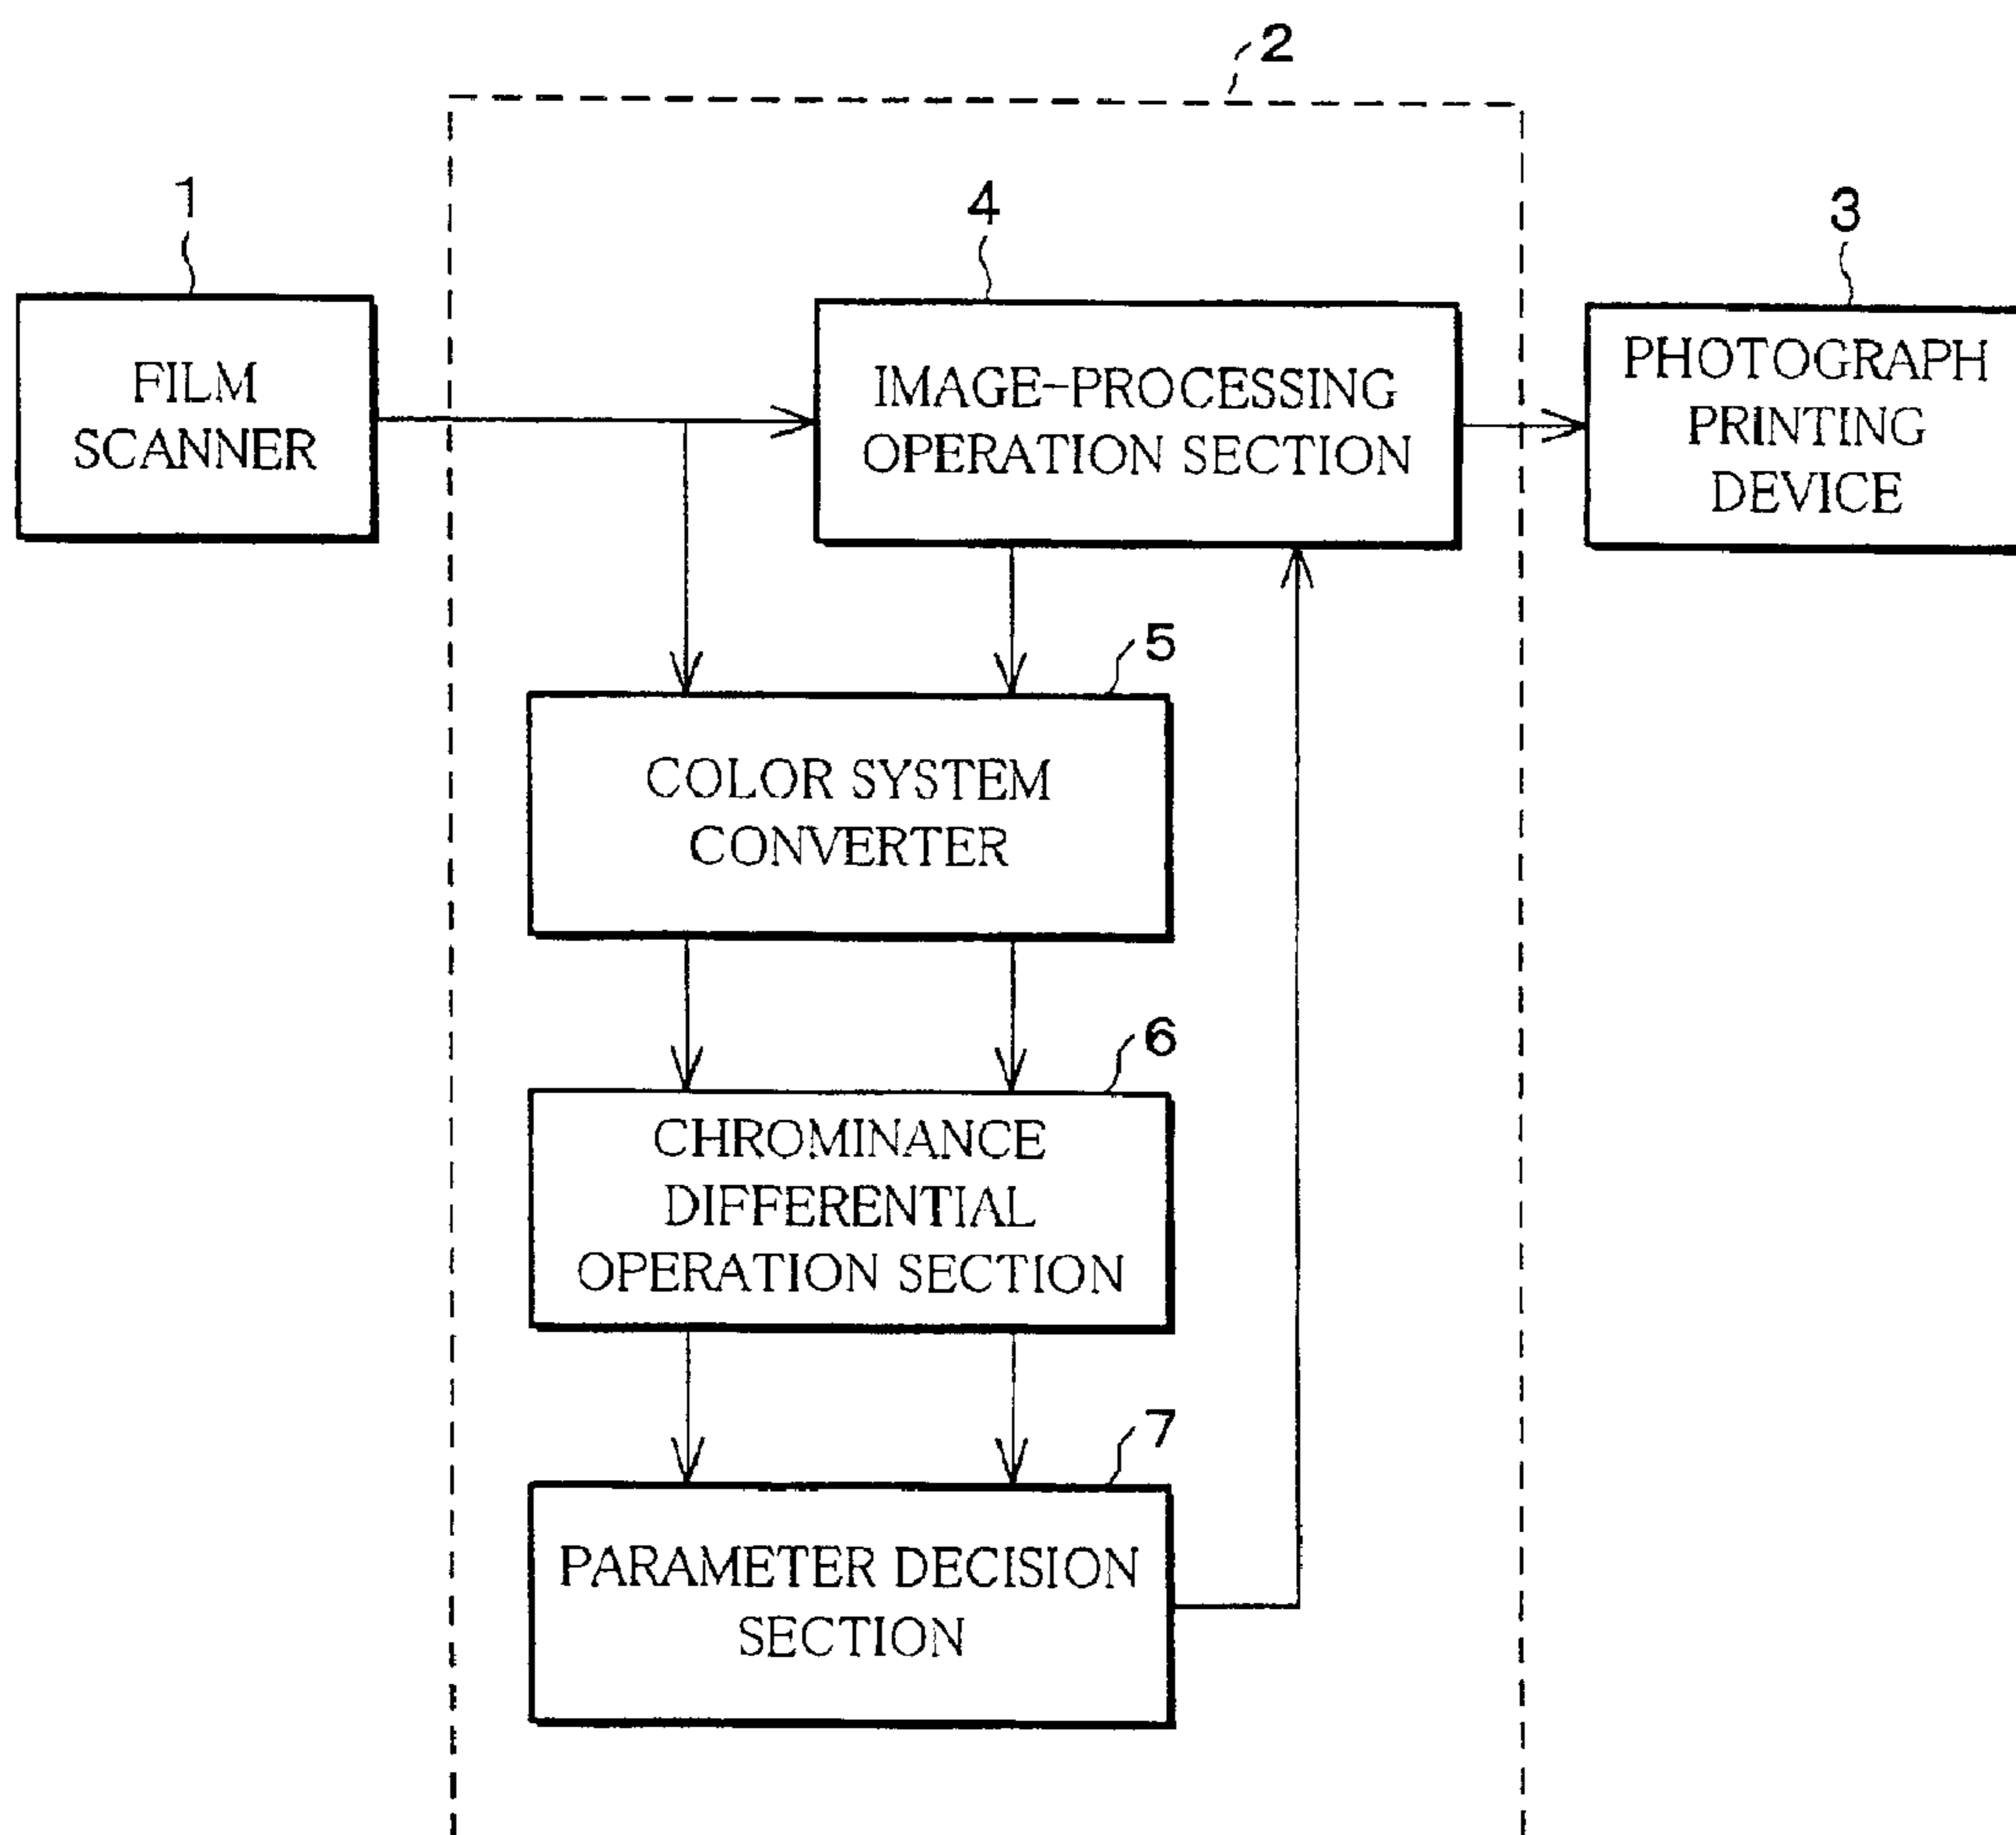 2
1
4
3
FILM
SCANNER
IMAGE-PROCESSING
OPERATION SECTION
PHOTOGRAPH
PRINTING
DEVICE
5
COLOR SYSTEM
CONVERTER
6
CHROMINANCE
DIFFERENTIAL
OPERATION SECTION
7
PARAMETER DECISION
SECTION